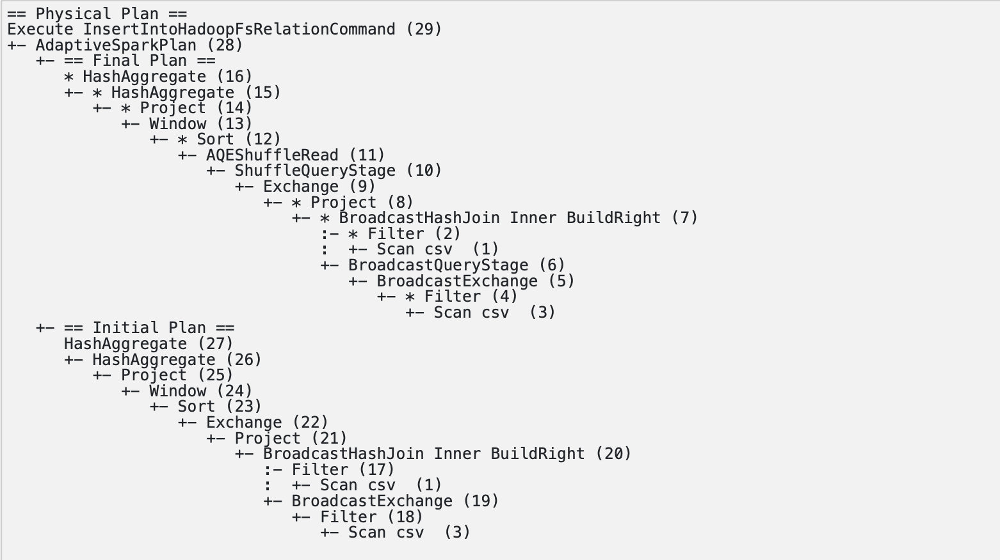 == Physical Plan ==
Execute InsertIntoHadoopFsRelationCommand (29)
+- AdaptiveSparkPlan (28)
   +- == Final Plan ==
      * HashAggregate (16)
      +- * HashAggregate (15)
         +- * Project (14)
            +- Window (13)
               +- * Sort (12)
                  +- AQEShuffleRead (11)
                     +- ShuffleQueryStage (10)
                        +- Exchange (9)
                           +- * Project (8)
                              +- * BroadcastHashJoin Inner BuildRight (7)
                                 :- * Filter (2)
                                 :  +- Scan csv  (1)
                                 +- BroadcastQueryStage (6)
                                    +- BroadcastExchange (5)
                                       +- * Filter (4)
                                          +- Scan csv  (3)
   +- == Initial Plan ==
      HashAggregate (27)
      +- HashAggregate (26)
         +- Project (25)
            +- Window (24)
               +- Sort (23)
                  +- Exchange (22)
                     +- Project (21)
                        +- BroadcastHashJoin Inner BuildRight (20)
                           :- Filter (17)
                           :  +- Scan csv  (1)
                           +- BroadcastExchange (19)
                              +- Filter (18)
                                 +- Scan csv  (3)